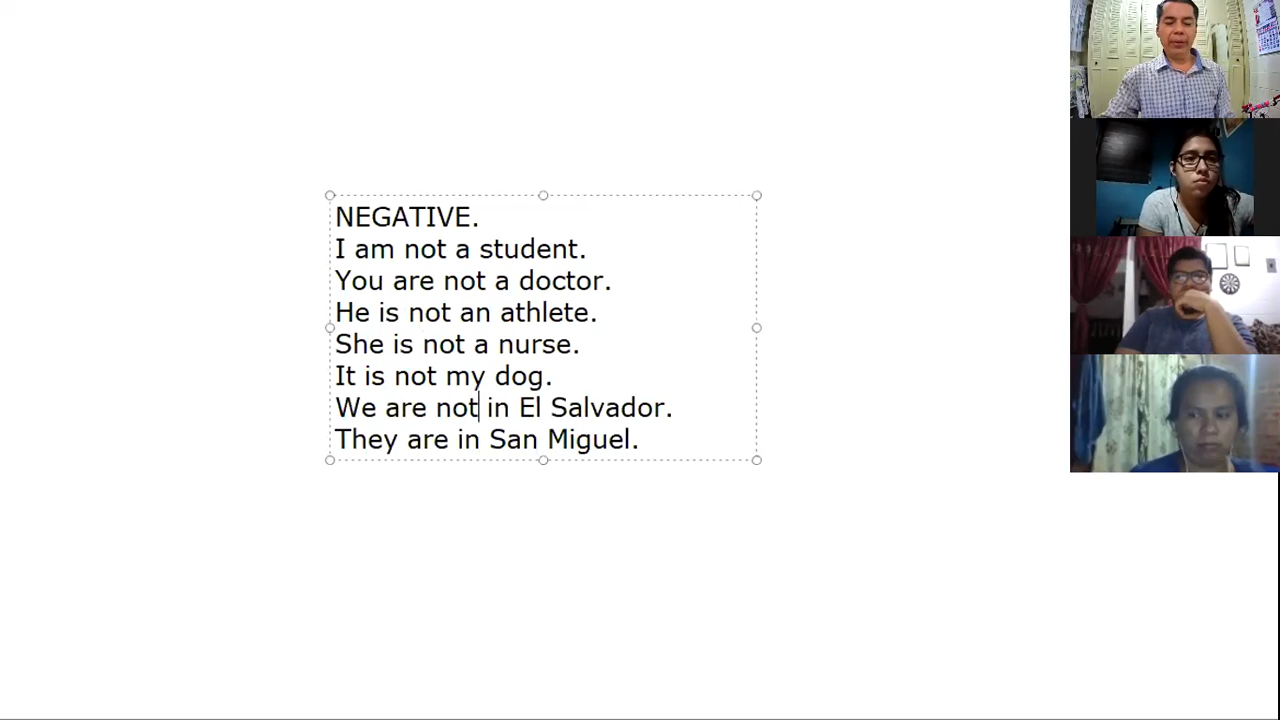 NEGATIVE.
I am not a student.
You are not a doctor.
He is not an athlete.
She is not a nurse.
It is not my dog.
We are not in El Salvador.
They are in San Miguel.